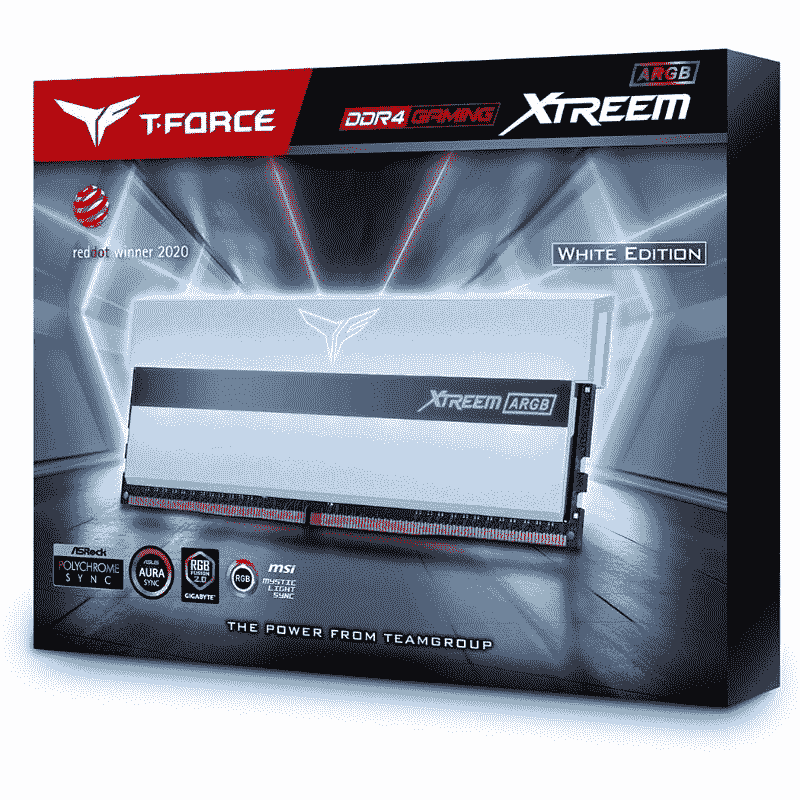 T-FORCE
DDR4 GAMING
XTREEM
ARGB
reddot winner 2020
WHITE EDITION
XTREEM ARGB
ASRock
POLYCHROME
SYNC
ASUS
AURA
SYNC
RGB
FUSION
2.0
GIGABYTE
RGB
msi
MYSTIC
LIGHT
SYNC
THE POWER FROM TEAMGROUP